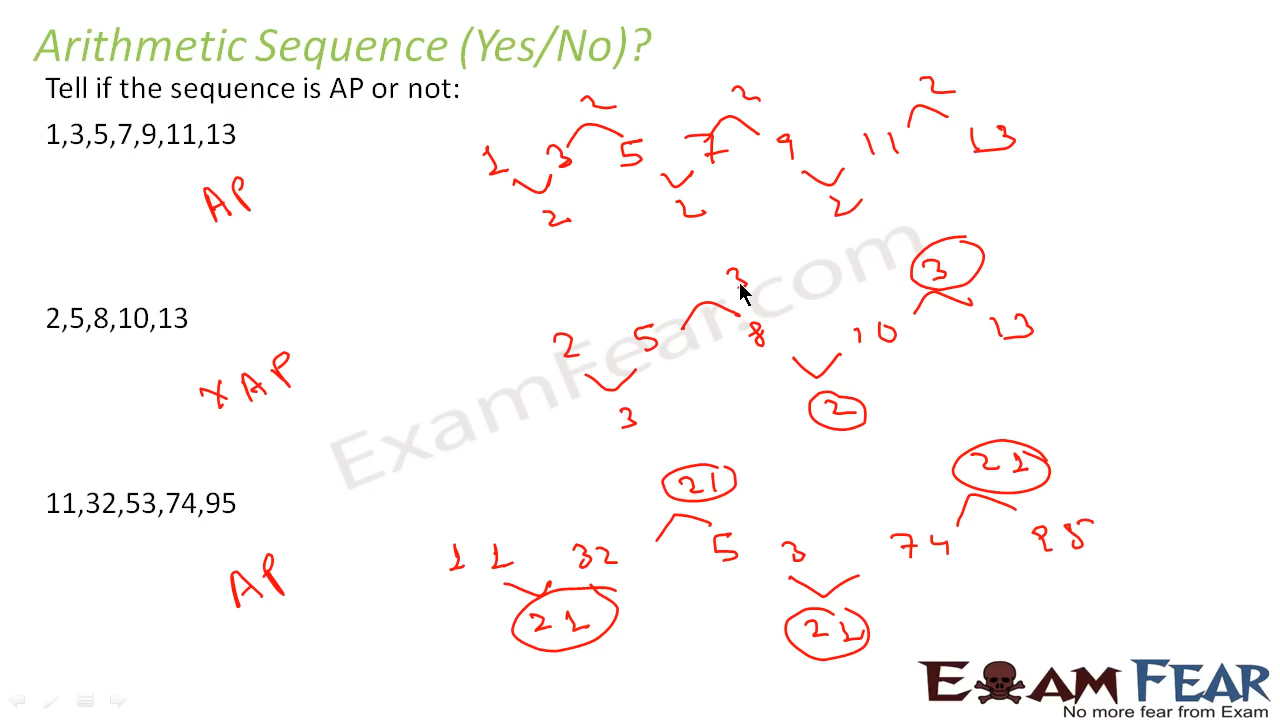 Arithmetic Sequence (Yes/No)?
Tell if the sequence is AP or not:
2 2 2
1,3,5,7,9,11,13
1 3 5 7 9 11 13
AP
2 2 2
3 3
2,5,8,10,13
2 5 8 10 13
X AP
3 2
21 21
11,32,53,74,95
11 32 53 74 95
AP
21 21
ExamFear.com
EXAM FEAR
No more fear from Exam